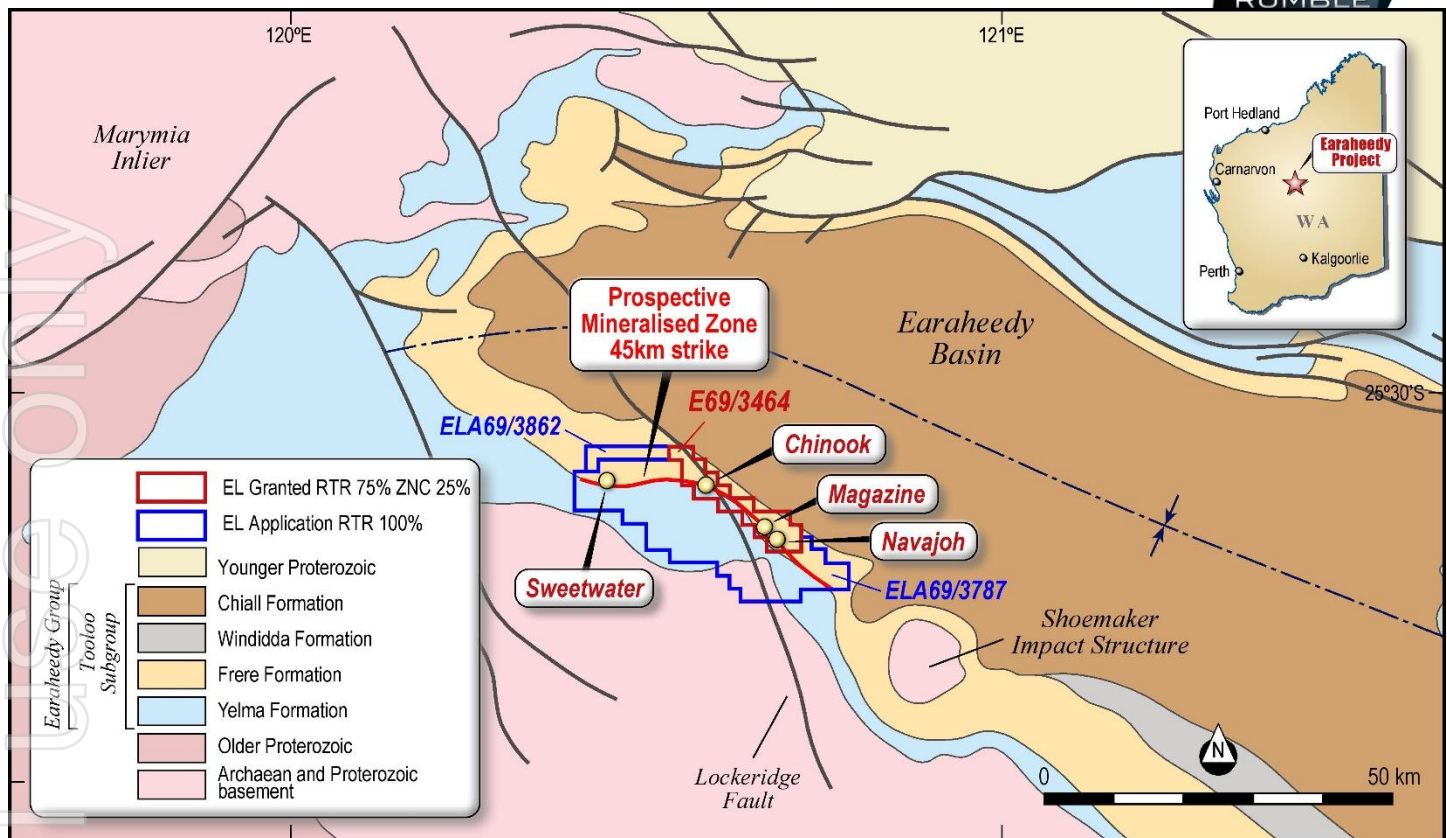 RUMBLE
120ºE
121ºE
Marymia
Inlier
Port Hedland
Earaheedy
Project
Carnarvon
WA
Kalgoorlie
Perth
Prospective
Mineralised Zone
45km strike
Earaheedy
Basin
25º30'S
E69/3464
ELA69/3862
Chinook
Magazine
Navajoh
Sweetwater
ELA69/3787
Shoemaker
Impact Structure
Lockeridge
Fault
N
0
50 km
EL Granted RTR 75% ZNC 25%
EL Application RTR 100%
Younger Proterozoic
Chiall Formation
Windidda Formation
Frere Formation
Yelma Formation
Older Proterozoic
Archaean and Proterozoic
basement
Earaheedy Group
Tooloo
Subgroup
use only